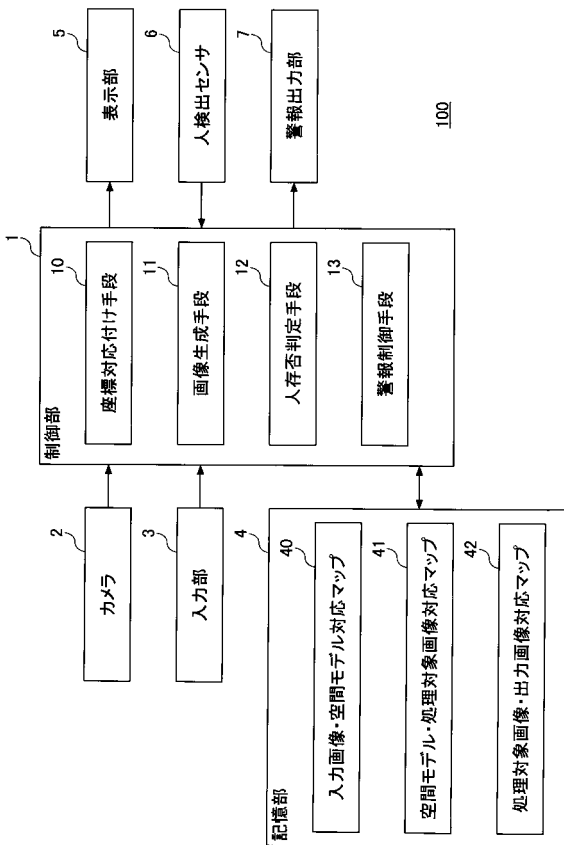 1
制御部
10
座標対応付け手段
11
画像生成手段
12
人存否判定手段
13
警報制御手段
2
カメラ
3
入力部
4
記憶部
40
入力画像・空間モデル対応マップ
41
空間モデル・処理対象画像対応マップ
42
処理対象画像・出力画像対応マップ
5
表示部
6
人検出センサ
7
警報出力部
100